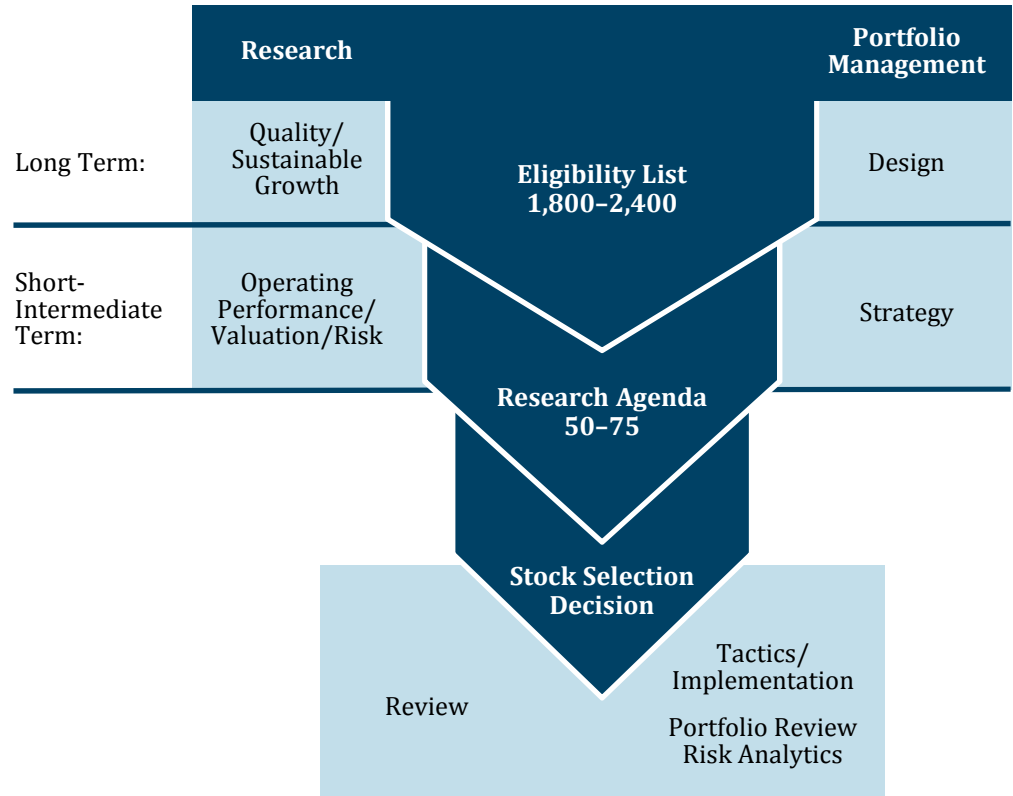 Research
Portfolio
Management
Long Term:
Quality/
Sustainable
Growth
Eligibility List
1,800–2,400
Design
Short-
Intermediate
Term:
Operating
Performance/
Valuation/Risk
Strategy
Research Agenda
50–75
Stock Selection
Decision
Review
Tactics/
Implementation
Portfolio Review
Risk Analytics